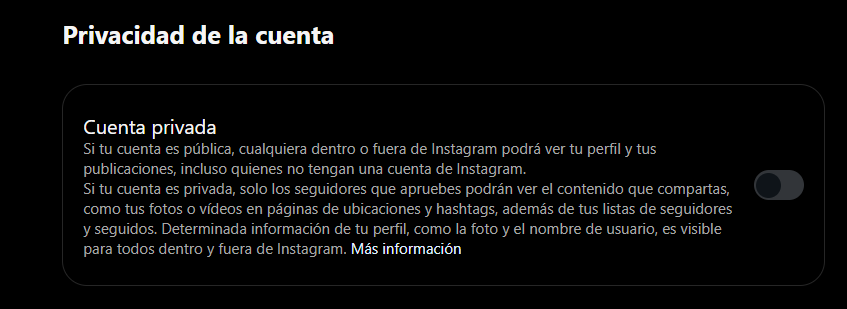 Privacidad de la cuenta
Cuenta privada
Si tu cuenta es pública, cualquiera dentro o fuera de Instagram podrá ver tu perfil y tus
publicaciones, incluso quienes no tengan una cuenta de Instagram.
Si tu cuenta es privada, solo los seguidores que apruebes podrán ver el contenido que compartas,
como tus fotos o vídeos en páginas de ubicaciones y hashtags, además de tus listas de seguidores
y seguidos. Determinada información de tu perfil, como la foto y el nombre de usuario, es visible
para todos dentro y fuera de Instagram. Más información